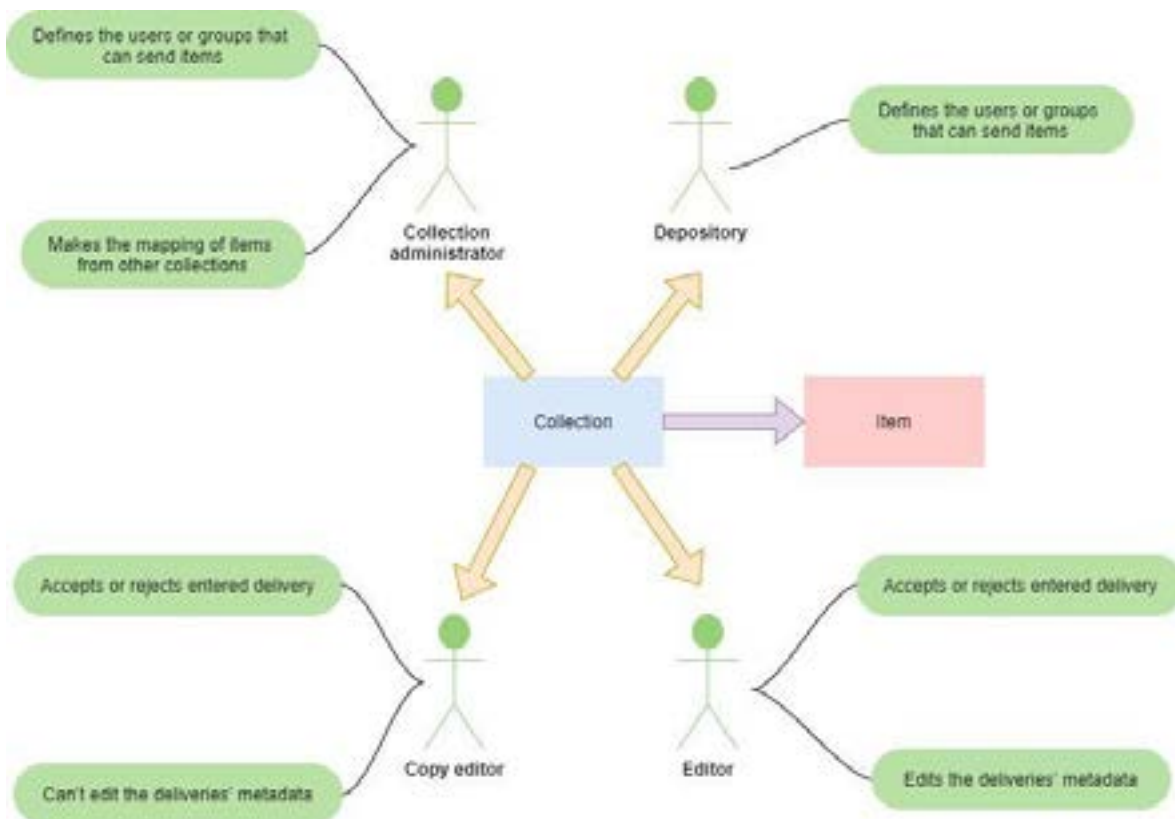 Defines the users or groups that
can send items
Defines the users or groups
that can send items
Makes the mapping of items
from other collections
Collection
administrator
Depository
Collection
Item
Accepts or rejects entered delivery
Accepts or rejects entered delivery
Copy editor
Editor
Can't edit the deliveries' metadata
Edits the deliveries' metadata